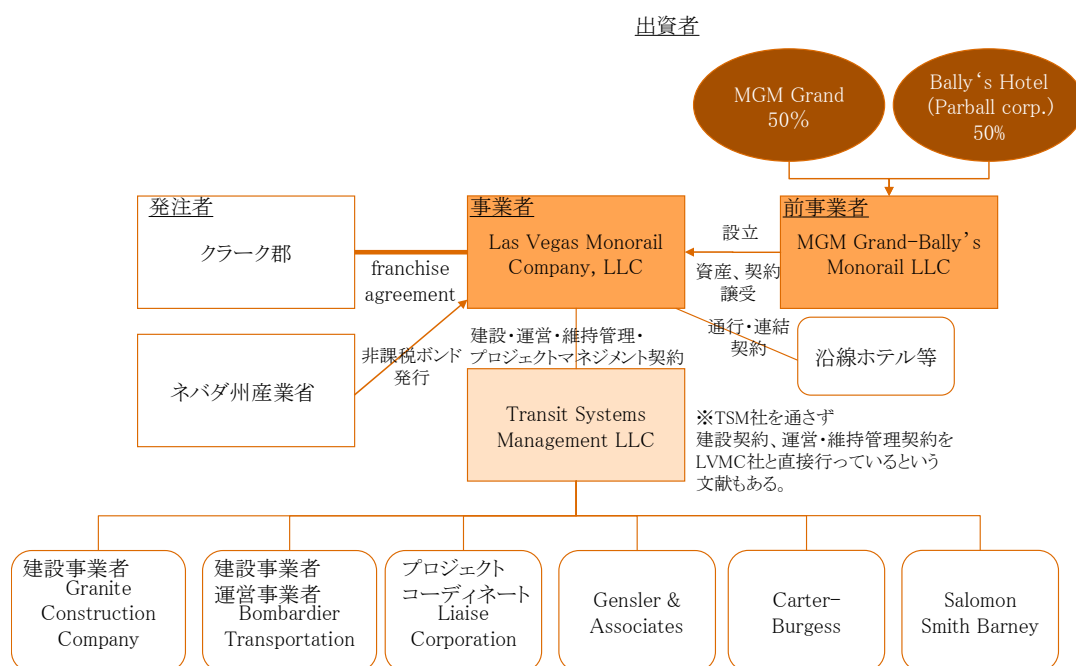 出資者
MGM Grand
50%
Bally‘s Hotel
(Parball corp.)
50%
発注者
クラーク郡
franchise
agreement
事業者
Las Vegas Monorail
Company, LLC
設立
資産、契約
譲受
前事業者
MGM Grand-Bally’s
Monorail LLC
ネバダ州産業省
非課税ボンド
発行
建設・運営・維持管理・
プロジェクトマネジメント契約
通行・連結
契約
沿線ホテル等
Transit Systems
Management LLC
※TSM社を通さず
建設契約、運営・維持管理契約を
LVMC社と直接行っているという
文献もある。
建設事業者
Granite
Construction
Company
建設事業者
運営事業者
Bombardier
Transportation
プロジェクト
コーディネート
Liaise
Corporation
Gensler &
Associates
Carter-
Burgess
Salomon
Smith Barney